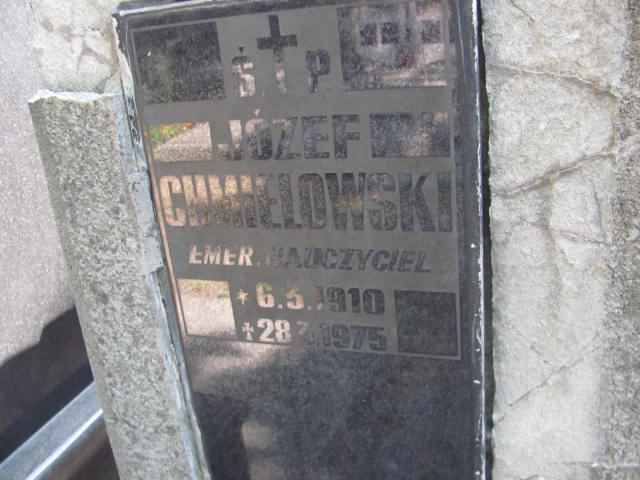 Ś. P.
JÓZEF
CHMIELOWSKI
EMER. NAUCZYCIEL
* 6.5.1910
† 28 1975